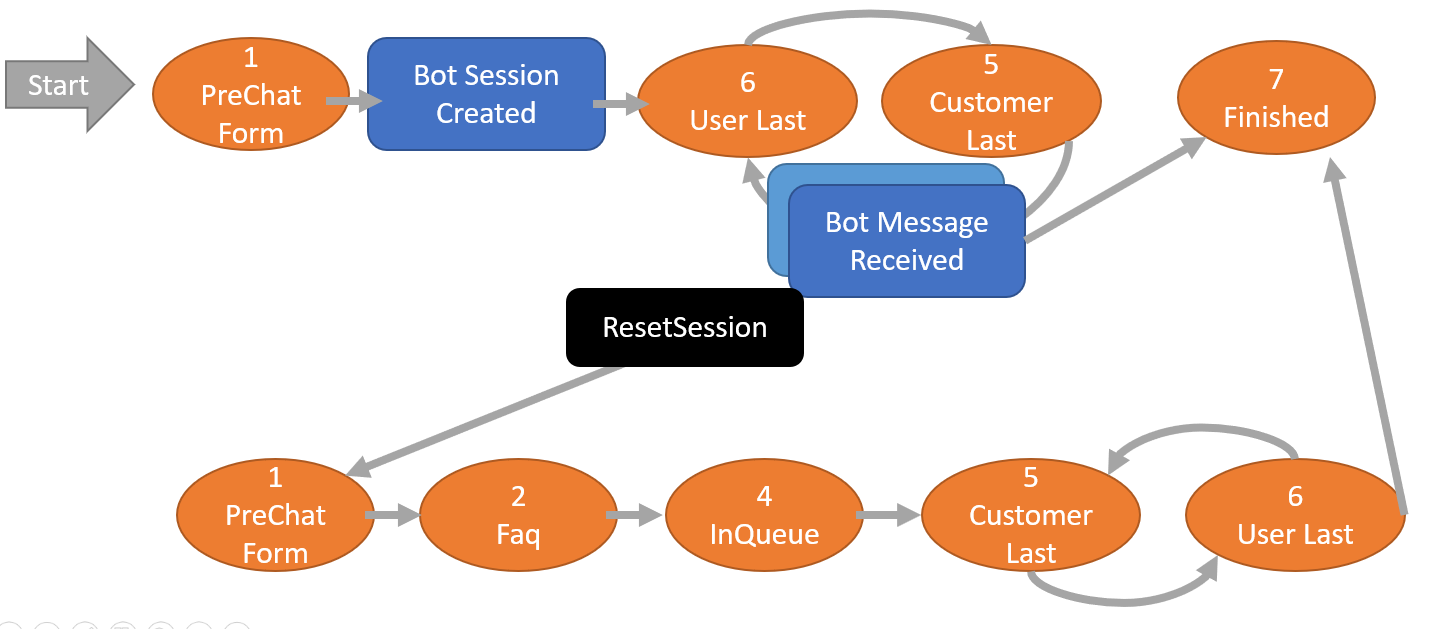 Start
1
PreChat
Form
Bot Session
Created
6
User Last
5
Customer
Last
7
Finished
Bot Message
Received
ResetSession
1
PreChat
Form
2
Faq
4
InQueue
5
Customer
Last
6
User Last